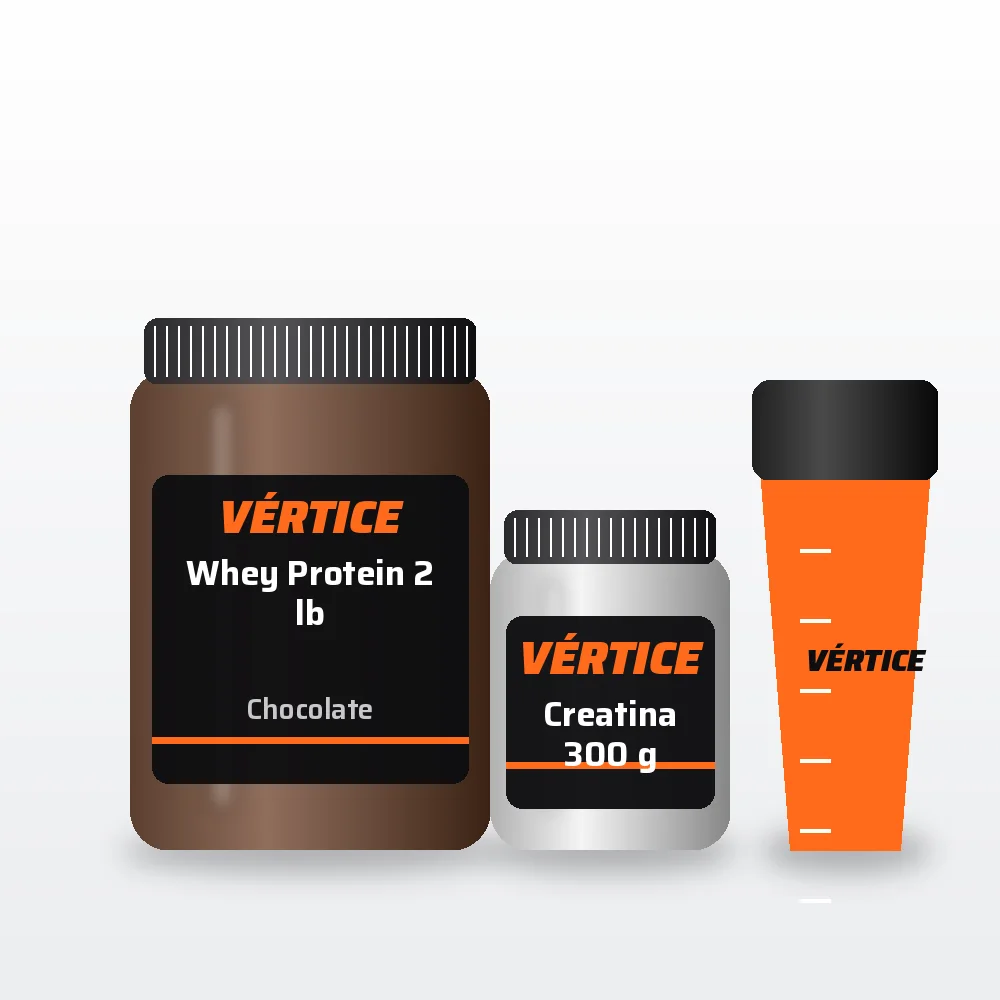 VÉRTICE
Whey Protein 2
lb
Chocolate
VÉRTICE
Creatina
300 g
VÉRTICE